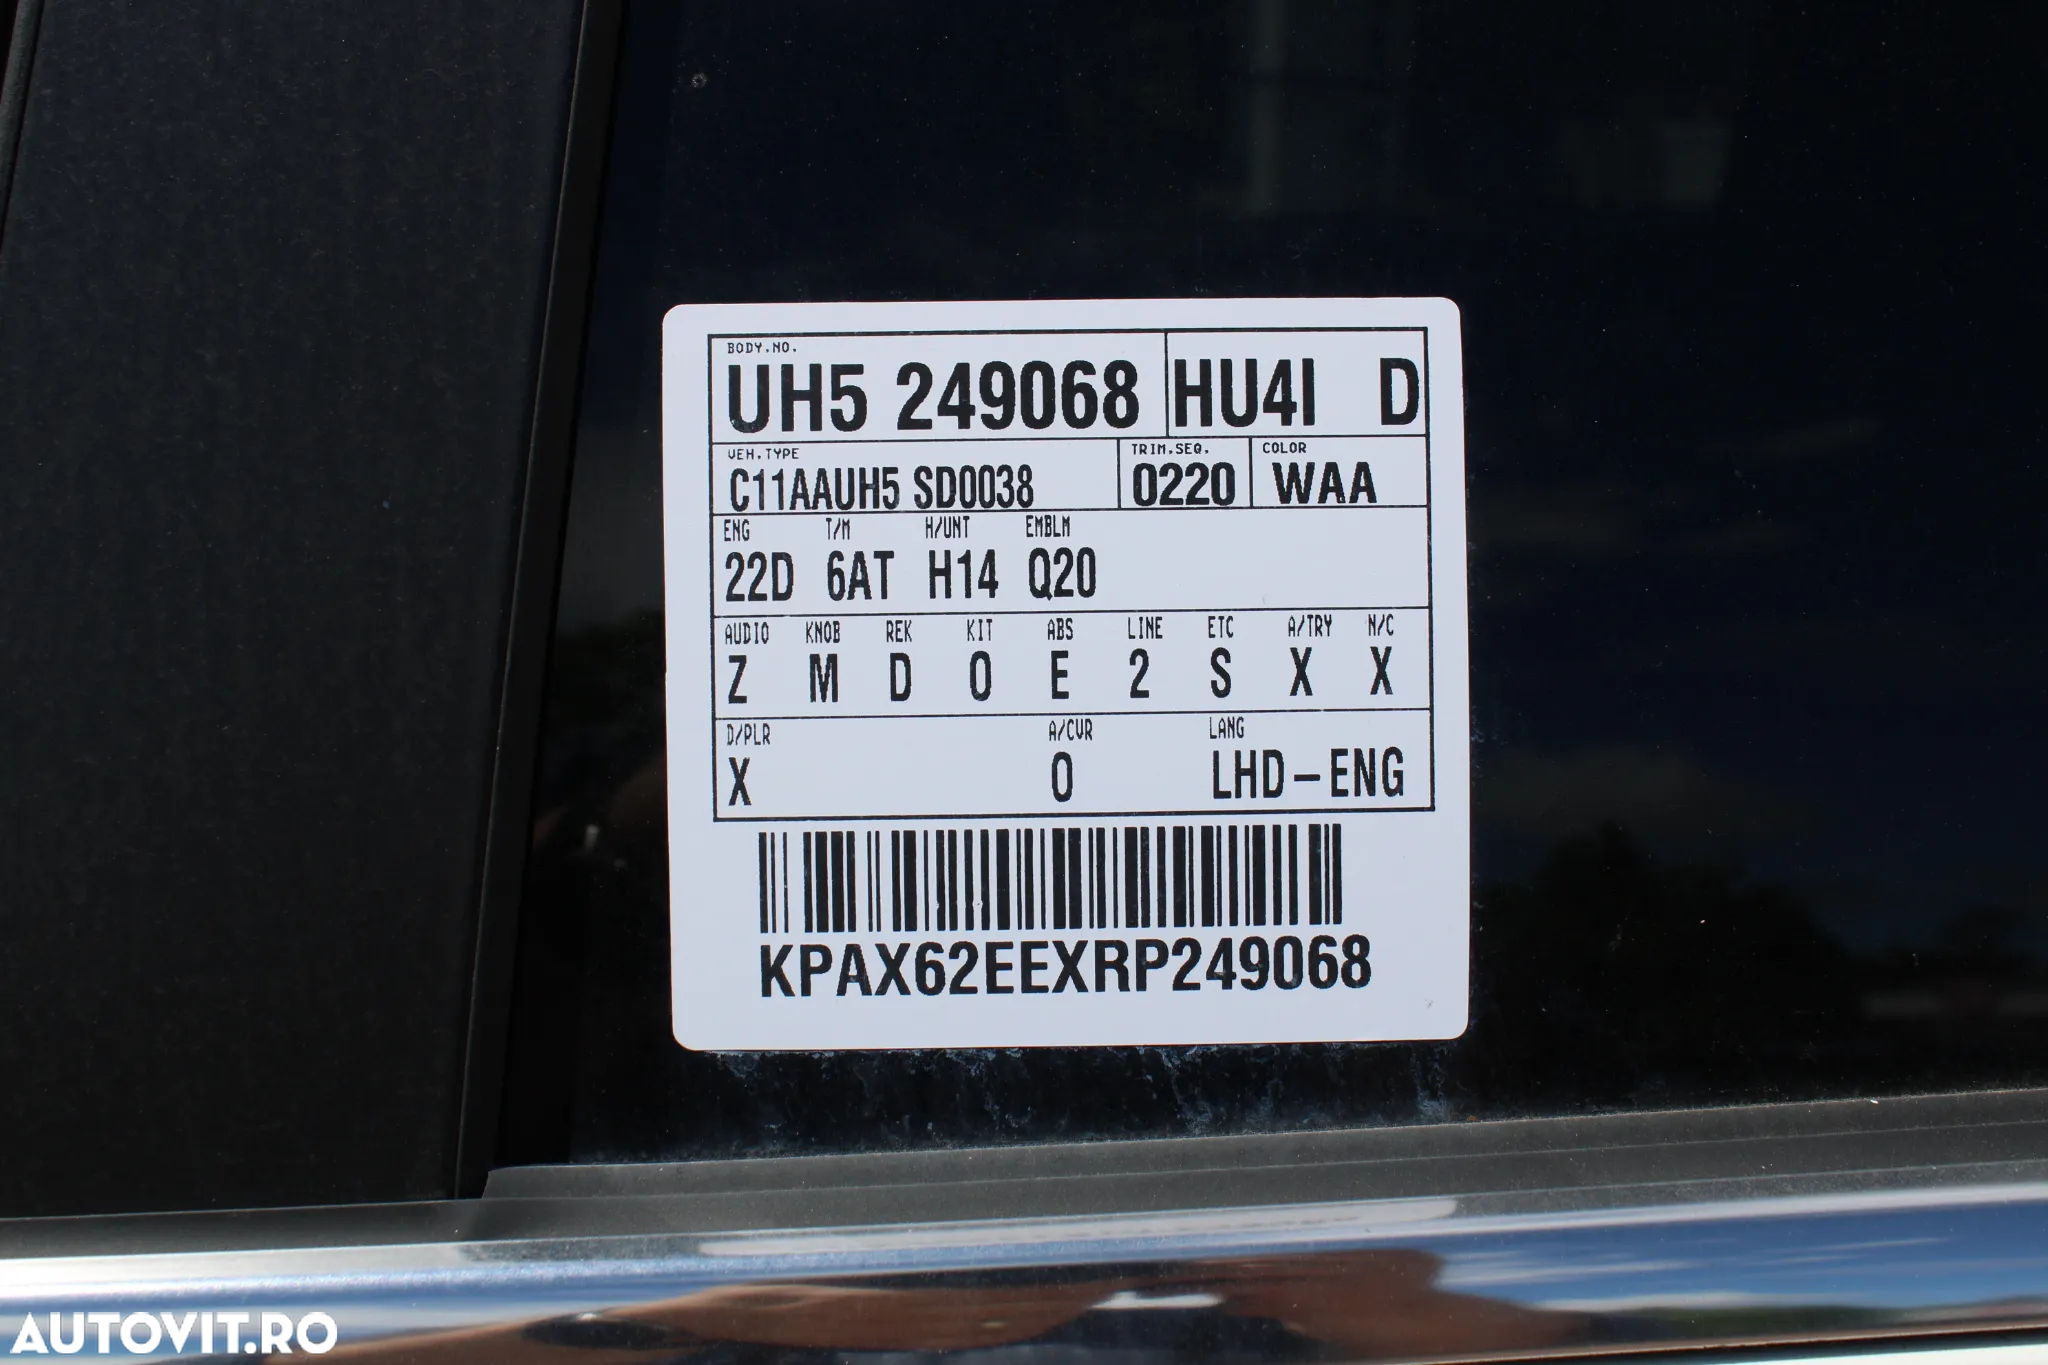 BODY.NO.
UH5 249068 HU4I D
VEH.TYPE TRIM.SEQ. COLOR
C11AAUH5 SD0038 0220 WAA
ENG T/M H/UNT EMBLM
22D 6AT H14 Q20
AUDIO KNOB REK KIT ABS LINE ETC A/TRY N/C
Z M D 0 E 2 S X X
D/PLR A/CUR LANG
X 0 LHD-ENG
KPAX62EEXRP249068
AUTOVIT.RO